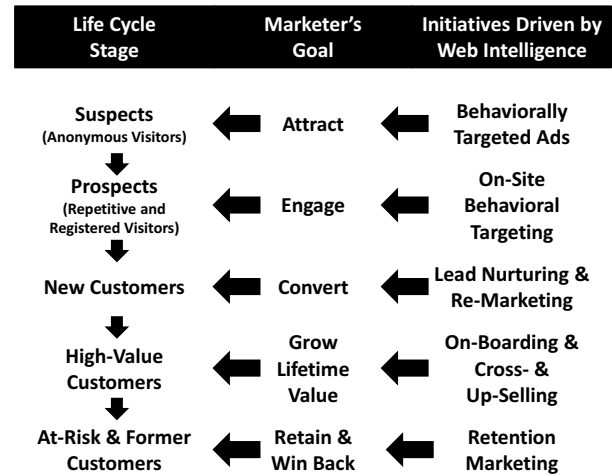 Life Cycle
Stage
Marketer's
Goal
Initiatives Driven by
Web Intelligence
Suspects
(Anonymous Visitors)
Attract
Behaviorally
Targeted Ads
Prospects
(Repetitive and
Registered Visitors)
Engage
On-Site
Behavioral
Targeting
New Customers
Convert
Lead Nurturing &
Re-Marketing
High-Value
Customers
Grow
Lifetime
Value
On-Boarding &
Cross- &
Up-Selling
At-Risk & Former
Customers
Retain &
Win Back
Retention
Marketing